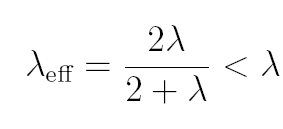 λ_eff = 2λ / (2 + λ) < λ